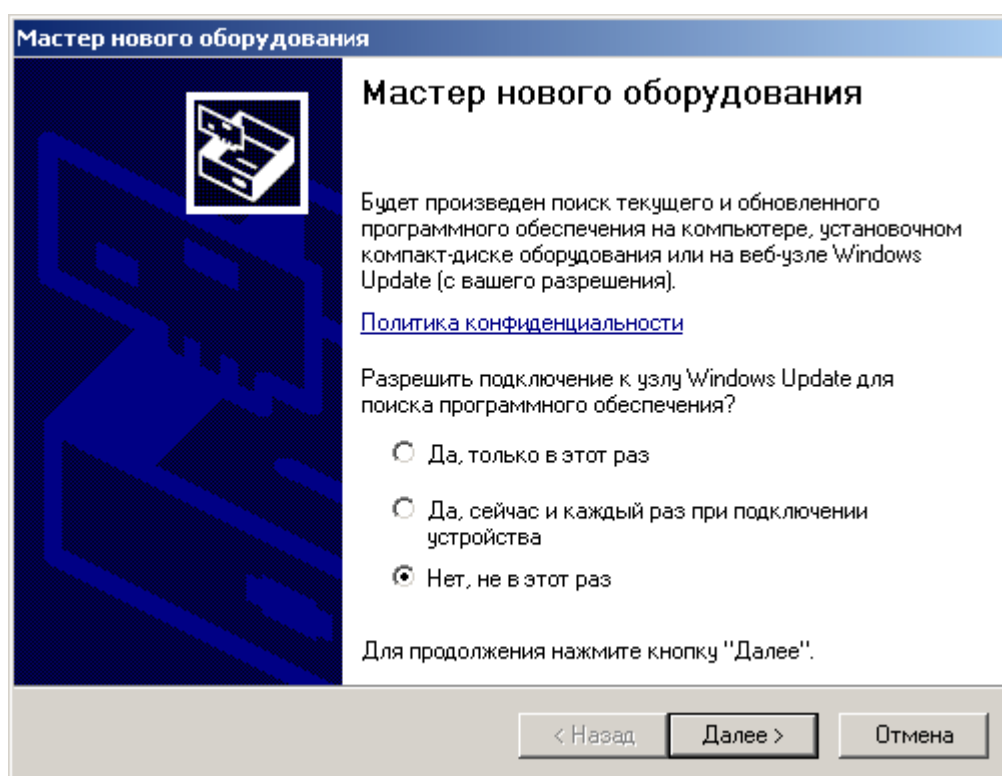 Мастер нового оборудования
Мастер нового оборудования
Будет произведен поиск текущего и обновленного
программного обеспечения на компьютере, установочном
компакт-диске оборудования или на веб-узле Windows
Update (с вашего разрешения).
Политика конфиденциальности
Разрешить подключение к узлу Windows Update для
поиска программного обеспечения?
Да, только в этот раз
Да, сейчас и каждый раз при подключении
устройства
Нет, не в этот раз
Для продолжения нажмите кнопку "Далее".
< Назад Далее > Отмена